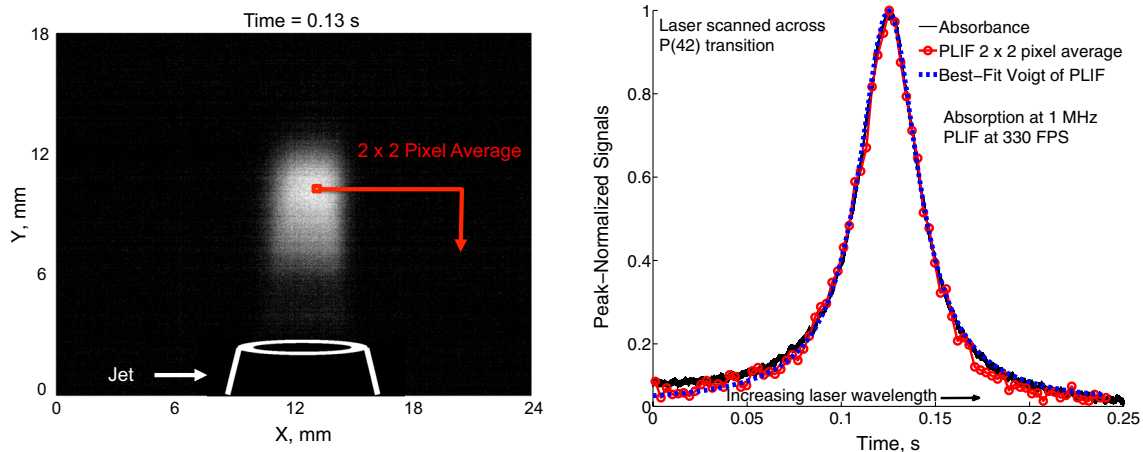 Time = 0.13 s
18
12
6
0
Y, mm
2 x 2 Pixel Average
Jet
0
6
12
18
24
X, mm
Laser scanned across
P(42) transition
Absorbance
PLIF 2 x 2 pixel average
Best−Fit Voigt of PLIF
Absorption at 1 MHz
PLIF at 330 FPS
Peak−Normalized Signals
1
0.8
0.6
0.4
0.2
0
Increasing laser wavelength
0
0.05
0.1
0.15
0.2
0.25
Time, s